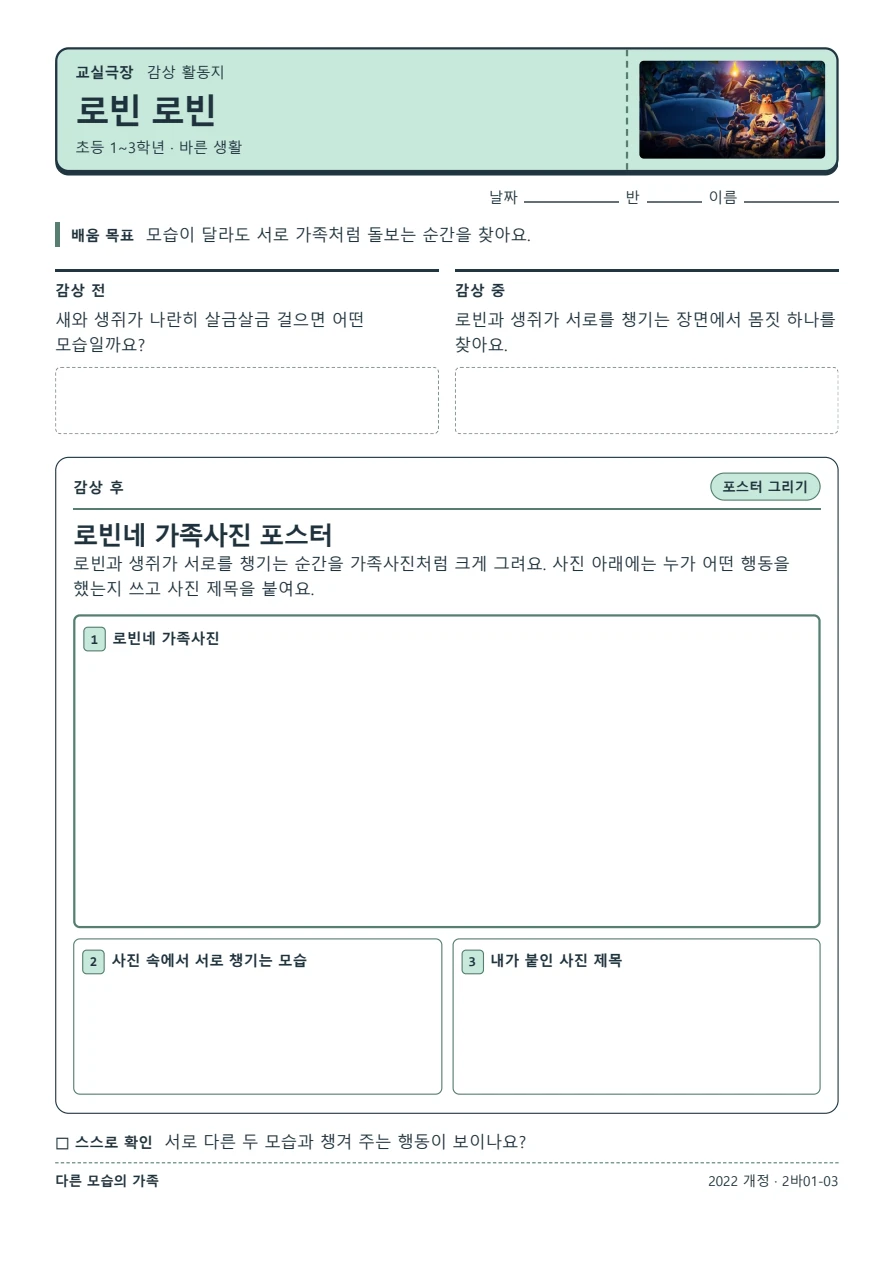 교실극장 감상 활동지
로빈 로빈
초등 1~3학년 · 바른 생활
날짜 반 이름
배움 목표 모습이 달라도 서로 가족처럼 돌보는 순간을 찾아요.
감상 전
새와 생쥐가 나란히 살금살금 걸으면 어떤
모습일까요?
감상 중
로빈과 생쥐가 서로를 챙기는 장면에서 몸짓 하나를
찾아요.
감상 후
포스터 그리기
로빈네 가족사진 포스터
로빈과 생쥐가 서로를 챙기는 순간을 가족사진처럼 크게 그려요. 사진 아래에는 누가 어떤 행동을
했는지 쓰고 사진 제목을 붙여요.
1 로빈네 가족사진
2 사진 속에서 서로 챙기는 모습
3 내가 붙인 사진 제목
□ 스스로 확인 서로 다른 두 모습과 챙겨 주는 행동이 보이나요?
다른 모습의 가족
2022 개정 · 2바01-03